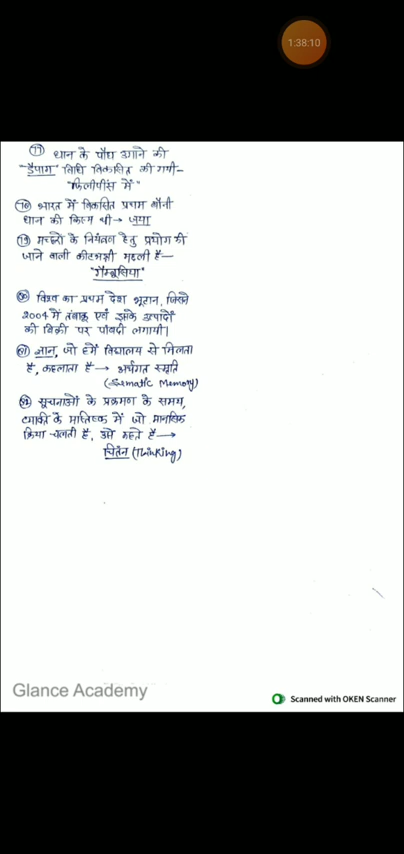 1:38:10
(77) धान के पौध उगाने की
"डैपाग" विधि विकसित की गयी-
"फिलीपींस में"
(78) भारत में विकसित प्रथम बौनी
धान की किस्म थी → जया
(79) मच्छरों के नियंत्रण हेतु प्रयोग की
जाने वाली कीटभक्षी मछली है—
"गैम्बूसिया"
(80) विश्व का प्रथम देश भूटान, जिसने
2004 में तंबाकू एवं इसके उत्पादों
की बिक्री पर पाबंदी लगायी।
(81) ज्ञान, जो हमें विद्यालय से मिलता
है, कहलाता है → अर्थगत स्मृति
(Sematic Memory)
(82) सूचनाओं के प्रक्रमण के समय,
व्यक्ति के मस्तिष्क में जो मानसिक
क्रिया चलती है, उसे कहते है →
चिंतन (Thinking)
Glance Academy
Scanned with OKEN Scanner